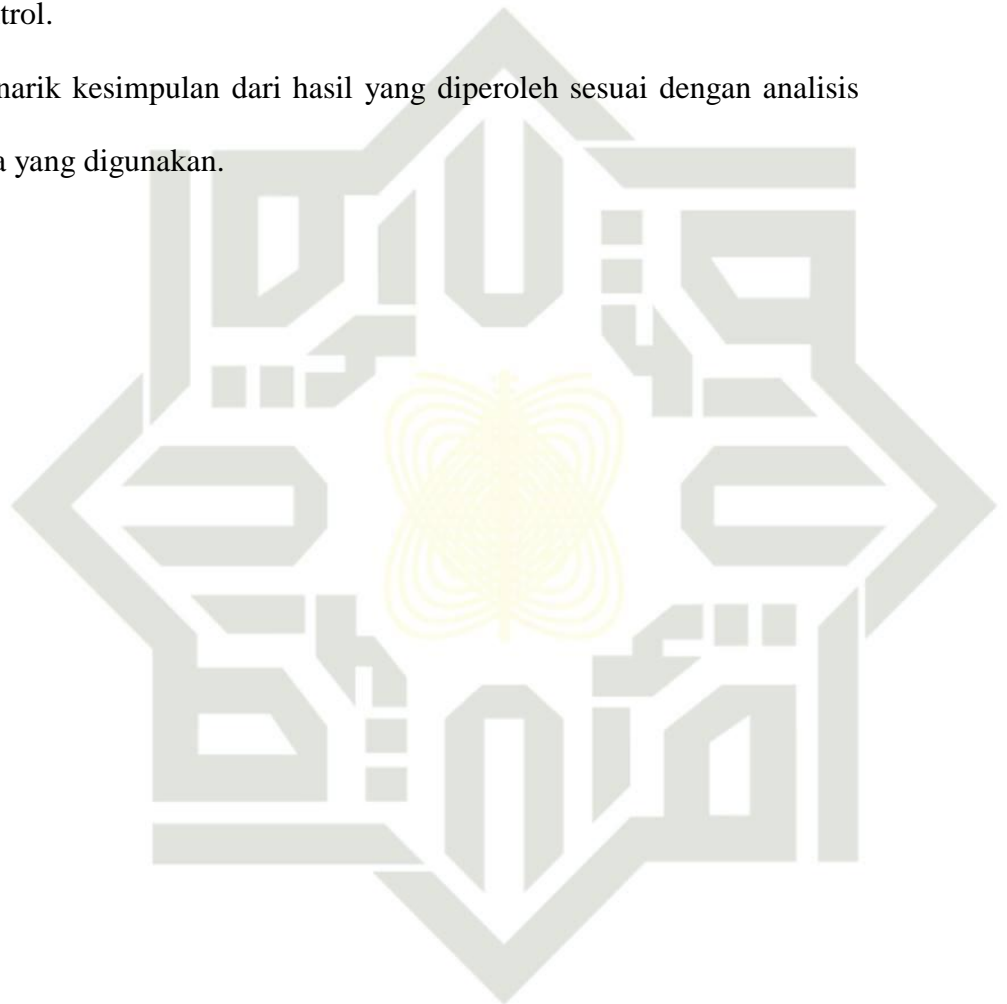 trol.
narik kesimpulan dari hasil yang diperoleh sesuai dengan analisis
a yang digunakan.